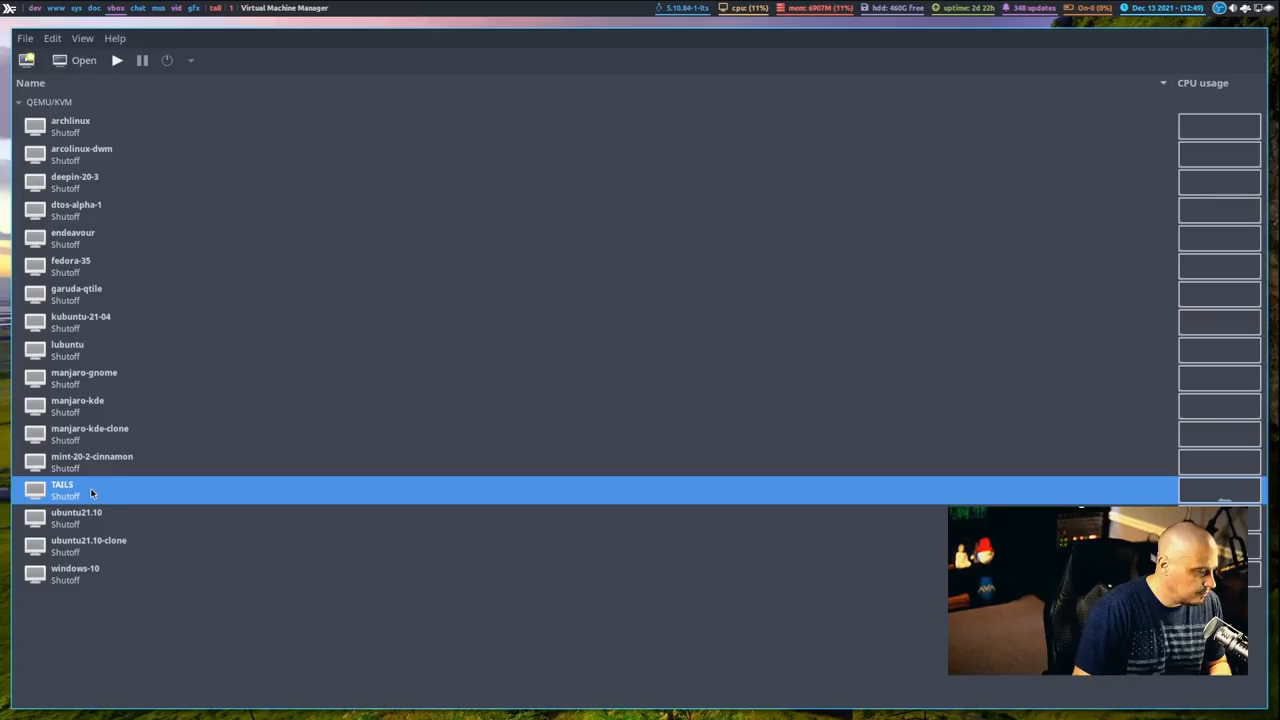 dev www sys doc vbox chat mus vid gfx tall 1 Virtual Machine Manager 5.10.84-1-lts cpu: (11%) mem: 6907M (11%) hdd: 460G free uptime: 2d 22h 348 updates On-0 (0%) Dec 13 2021 - (12:49)
File Edit View Help
Open
Name CPU usage
QEMU/KVM
archlinux
Shutoff
arcolinux-dwm
Shutoff
deepin-20-3
Shutoff
dtos-alpha-1
Shutoff
endeavour
Shutoff
fedora-35
Shutoff
garuda-qtile
Shutoff
kubuntu-21-04
Shutoff
lubuntu
Shutoff
manjaro-gnome
Shutoff
manjaro-kde
Shutoff
manjaro-kde-clone
Shutoff
mint-20-2-cinnamon
Shutoff
TAILS
Shutoff
ubuntu21.10
Shutoff
ubuntu21.10-clone
Shutoff
windows-10
Shutoff